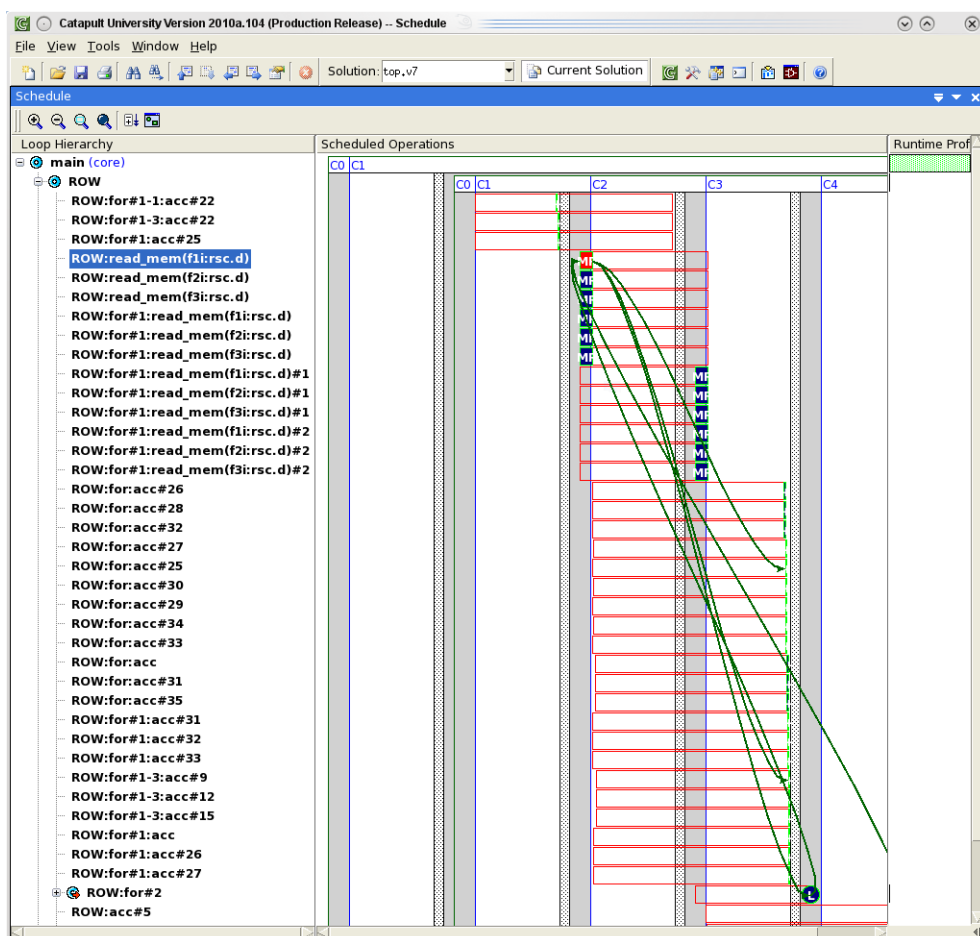 Catapult University Version 2010a.104 (Production Release) -- Schedule
File View Tools Window Help
Solution: top.v7 Current Solution
Schedule
Loop Hierarchy Scheduled Operations Runtime Prof
main (core) C0 C1
ROW C0 C1 C2 C3 C4
ROW:for#1-1:acc#22
ROW:for#1-3:acc#22
ROW:for#1:acc#25
ROW:read_mem(f1i:rsc.d)
ROW:read_mem(f2i:rsc.d)
ROW:read_mem(f3i:rsc.d)
ROW:for#1:read_mem(f1i:rsc.d)
ROW:for#1:read_mem(f2i:rsc.d)
ROW:for#1:read_mem(f3i:rsc.d)
ROW:for#1:read_mem(f1i:rsc.d)#1
ROW:for#1:read_mem(f2i:rsc.d)#1
ROW:for#1:read_mem(f3i:rsc.d)#1
ROW:for#1:read_mem(f1i:rsc.d)#2
ROW:for#1:read_mem(f2i:rsc.d)#2
ROW:for#1:read_mem(f3i:rsc.d)#2
ROW:for:acc#26
ROW:for:acc#28
ROW:for:acc#32
ROW:for:acc#27
ROW:for:acc#25
ROW:for:acc#30
ROW:for:acc#29
ROW:for:acc#34
ROW:for:acc#33
ROW:for:acc
ROW:for:acc#31
ROW:for:acc#35
ROW:for#1:acc#31
ROW:for#1:acc#32
ROW:for#1:acc#33
ROW:for#1-3:acc#9
ROW:for#1-3:acc#12
ROW:for#1-3:acc#15
ROW:for#1:acc
ROW:for#1:acc#26
ROW:for#1:acc#27
ROW:for#2 L
ROW:acc#5